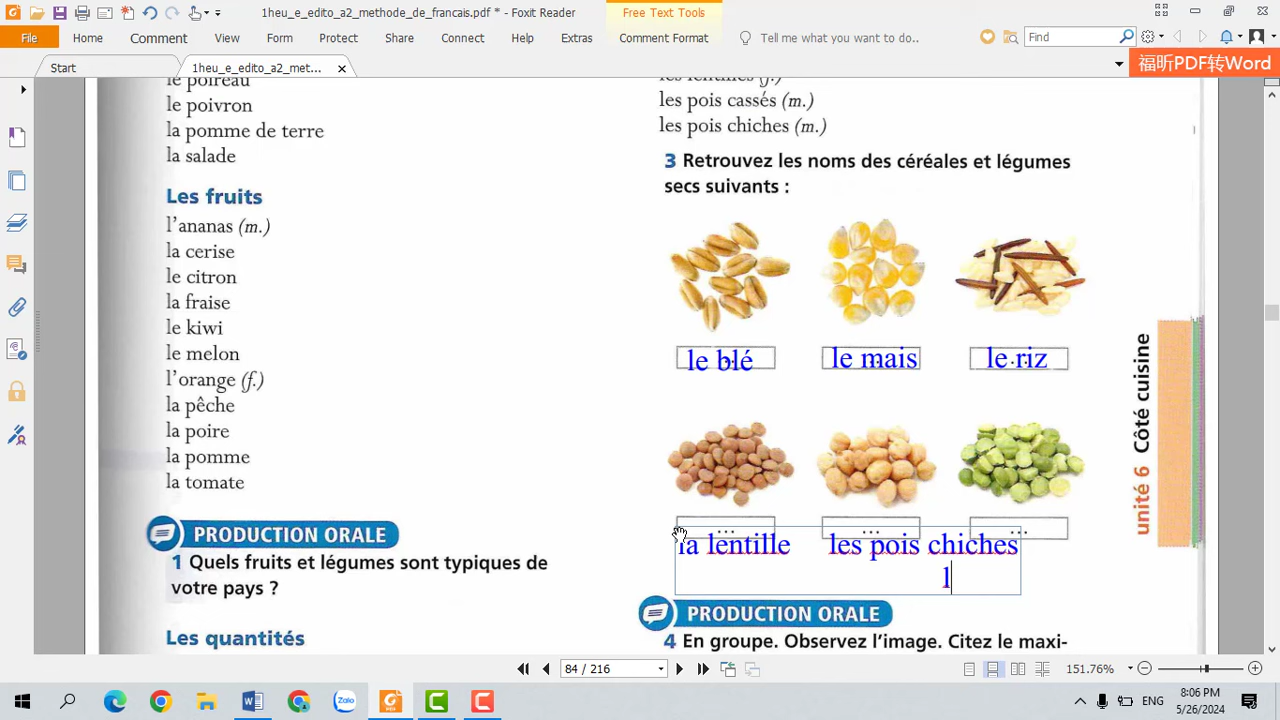 1heu_e_edito_a2_methode_de_francais.pdf * - Foxit Reader
Free Text Tools
File Home Comment View Form Protect Share Connect Help Extras Comment Format
Tell me what you want to do...
Find
Start
1heu_e_edito_a2_met...
福昕PDF转Word
le poireau
le poivron
la pomme de terre
la salade
Les fruits
l'ananas (m.)
la cerise
le citron
la fraise
le kiwi
le melon
l'orange (f.)
la pêche
la poire
la pomme
la tomate
PRODUCTION ORALE
1 Quels fruits et légumes sont typiques de
votre pays ?
Les quantités
les lentilles (f.)
les pois cassés (m.)
les pois chiches (m.)
3 Retrouvez les noms des céréales et légumes
secs suivants :
le blé
le mais
le riz
...
...
...
la lentille
les pois chiches
l
PRODUCTION ORALE
4 En groupe. Observez l'image. Citez le maxi-
unité 6 Côté cuisine
84 / 216
151.76%
Zalo
ENG
8:06 PM
5/26/2024